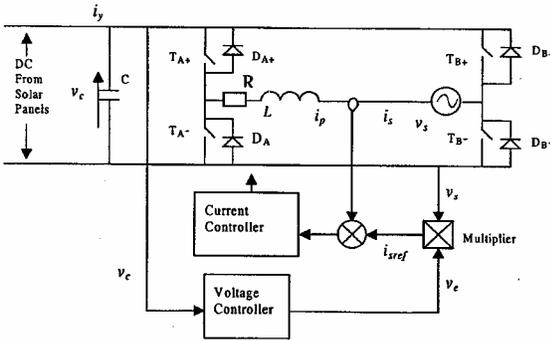 i_y
DC
From
Solar
Panels
v_c
C
T_A+
D_A+
R
L
i_p
i_s
v_s
T_B+
D_B+
T_A-
D_A
T_B-
D_B-
Current
Controller
v_s
i_sref
Multiplier
v_c
Voltage
Controller
v_e